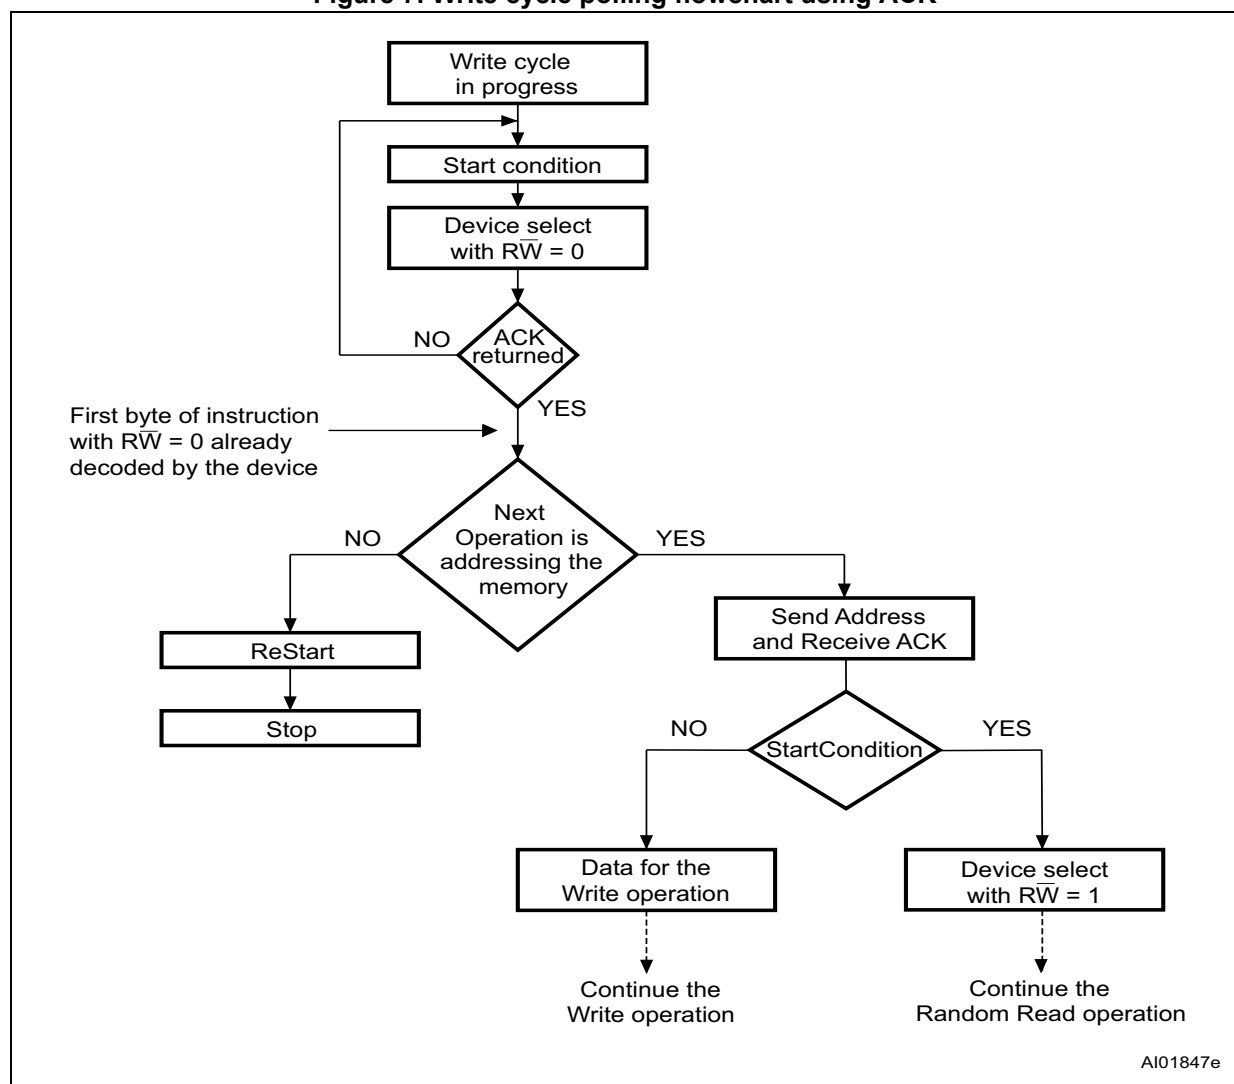 Figure 7. Write cycle polling flowchart using ACK
Write cycle
in progress
Start condition
Device select
with RW̅ = 0
NO
ACK
returned
YES
First byte of instruction
with RW̅ = 0 already
decoded by the device
Next
Operation is
addressing the
memory
NO
YES
ReStart
Stop
Send Address
and Receive ACK
NO
StartCondition
YES
Data for the
Write operation
Device select
with RW̅ = 1
Continue the
Write operation
Continue the
Random Read operation
AI01847e